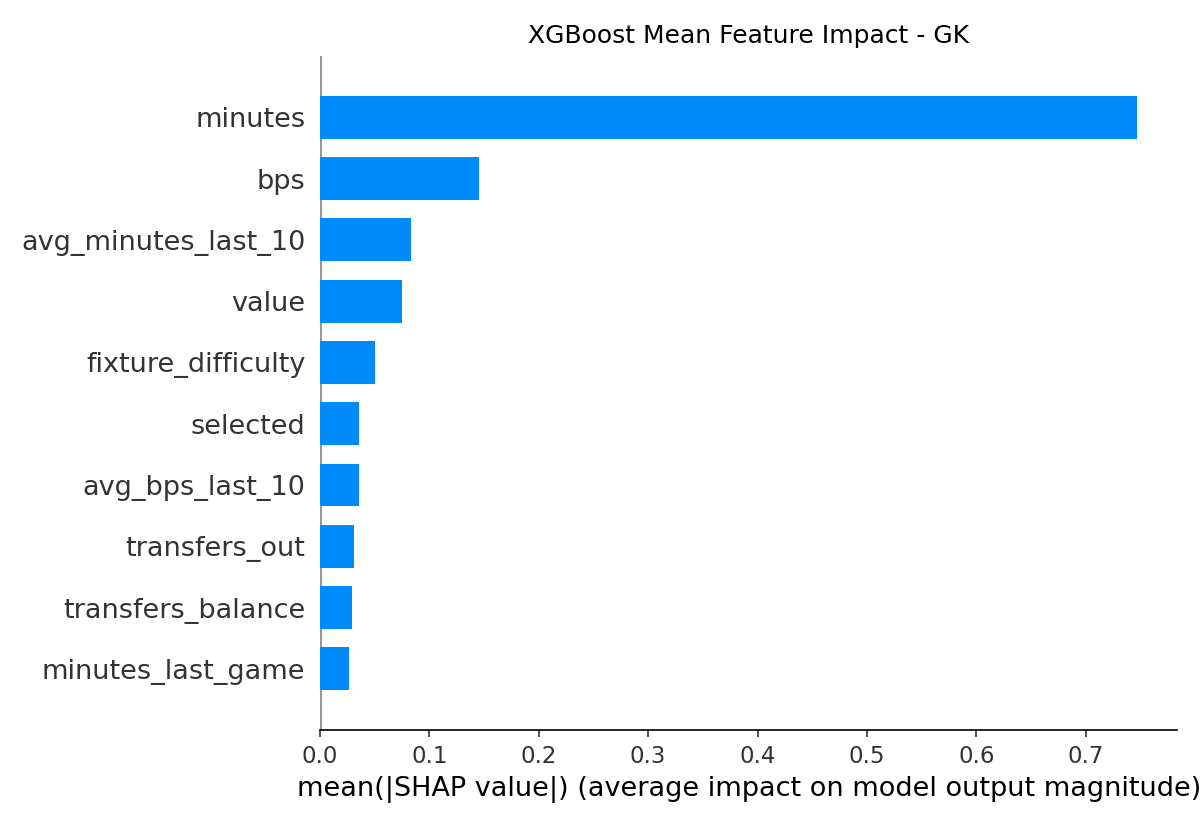 XGBoost Mean Feature Impact - GK
minutes
bps
avg_minutes_last_10
value
fixture_difficulty
selected
avg_bps_last_10
transfers_out
transfers_balance
minutes_last_game
0.0 0.1 0.2 0.3 0.4 0.5 0.6 0.7
mean(|SHAP value|) (average impact on model output magnitude)